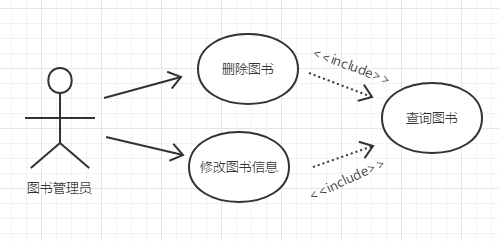 删除图书
<<include>>
查询图书
修改图书信息
<<include>>
图书管理员